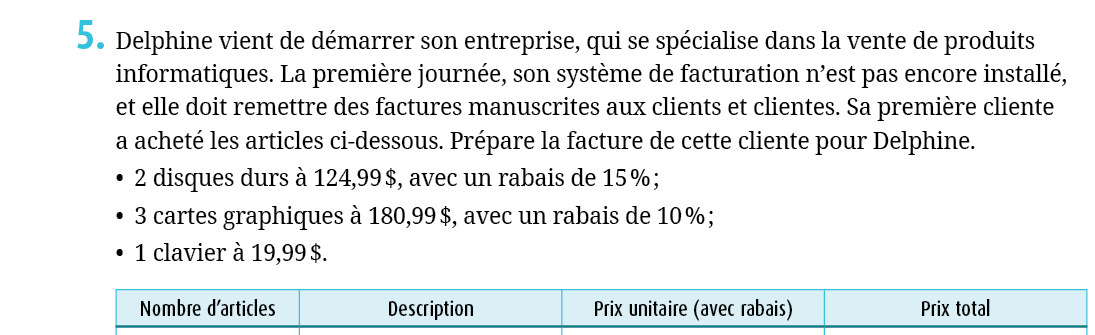 5. Delphine vient de démarrer son entreprise, qui se spécialise dans la vente de produits
informatiques. La première journée, son système de facturation n’est pas encore installé,
et elle doit remettre des factures manuscrites aux clients et clientes. Sa première cliente
a acheté les articles ci-dessous. Prépare la facture de cette cliente pour Delphine.
• 2 disques durs à 124,99 $, avec un rabais de 15 % ;
• 3 cartes graphiques à 180,99 $, avec un rabais de 10 % ;
• 1 clavier à 19,99 $.
Nombre d’articles Description Prix unitaire (avec rabais) Prix total